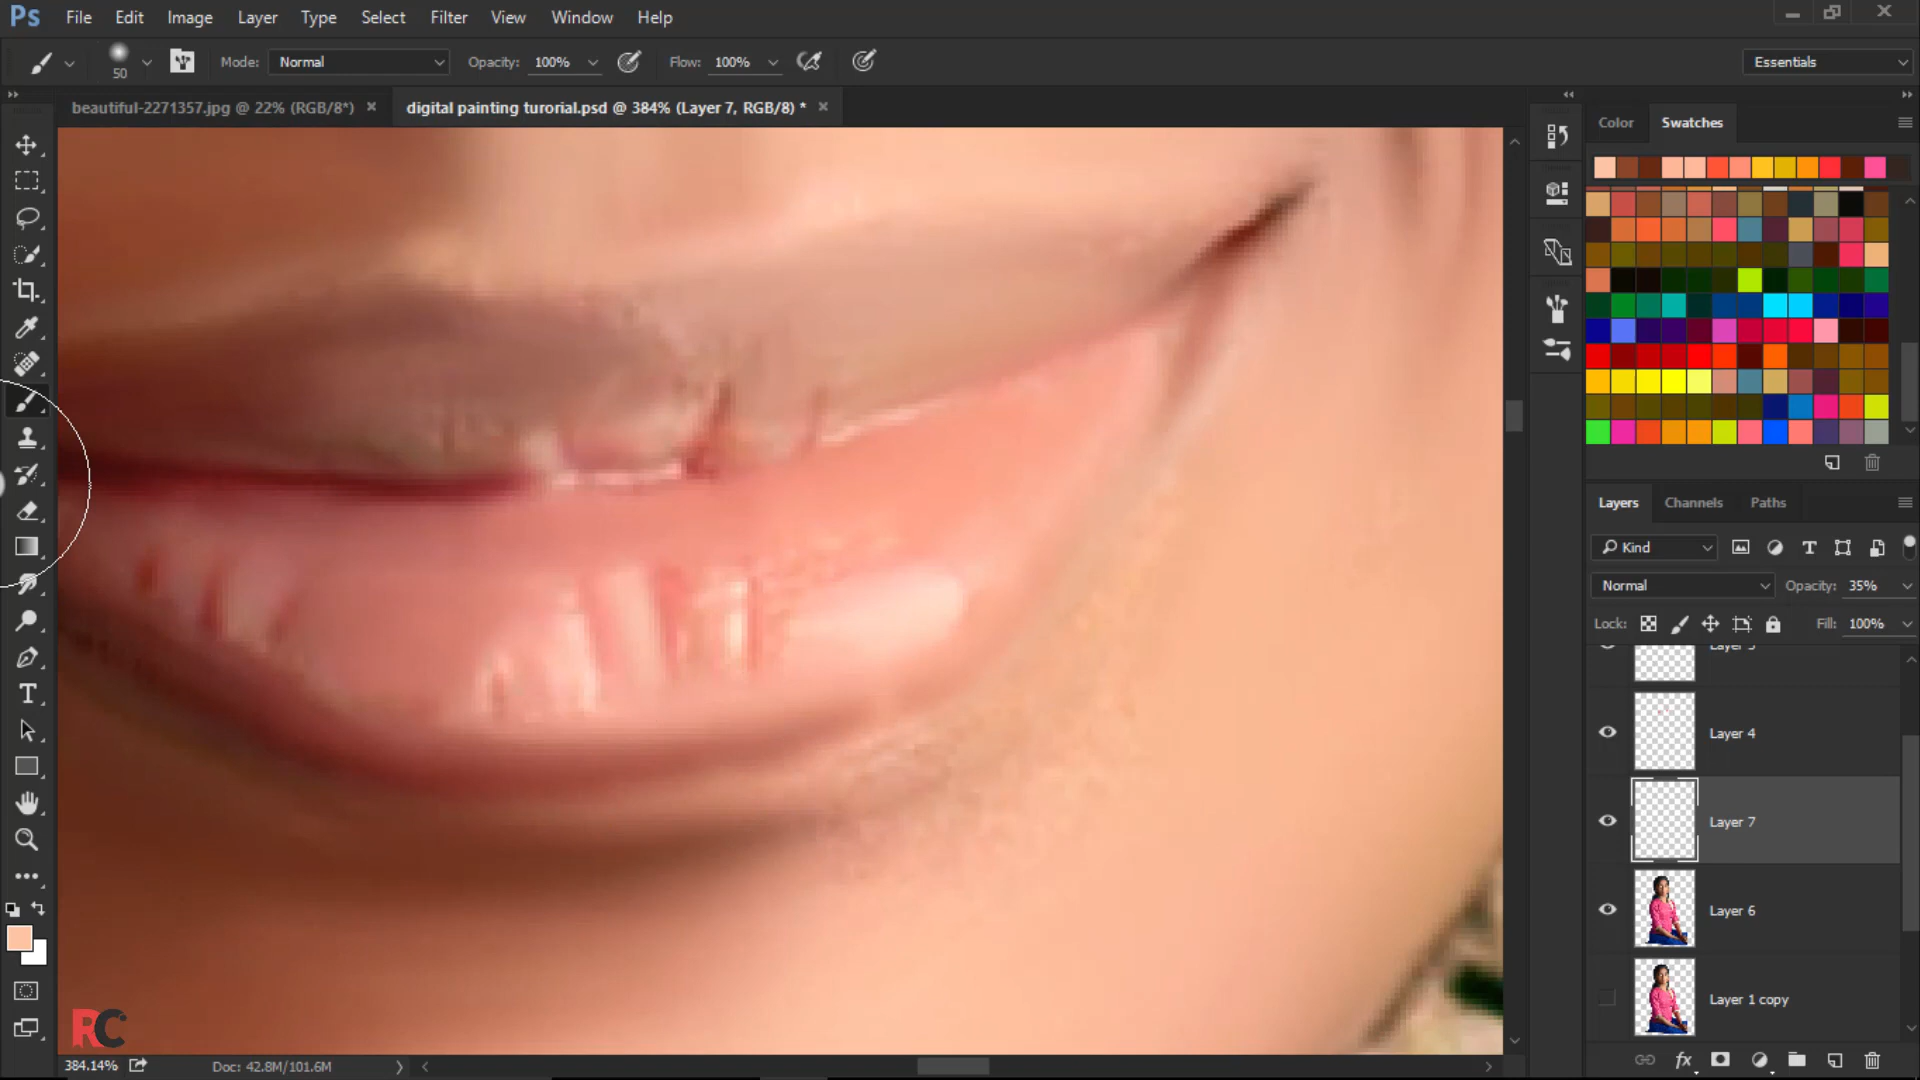 Ps File Edit Image Layer Type Select Filter View Window Help
50 Mode: Normal Opacity: 100% Flow: 100% Essentials
beautiful-2271357.jpg @ 22% (RGB/8*) × digital painting turorial.psd @ 384% (Layer 7, RGB/8) * ×
Color Swatches
Layers Channels Paths
Kind
Normal Opacity: 35%
Lock: Fill: 100%
Layer 4
Layer 7
Layer 6
Layer 1 copy
RC
384.14% Doc: 42.8M/101.6M
fx